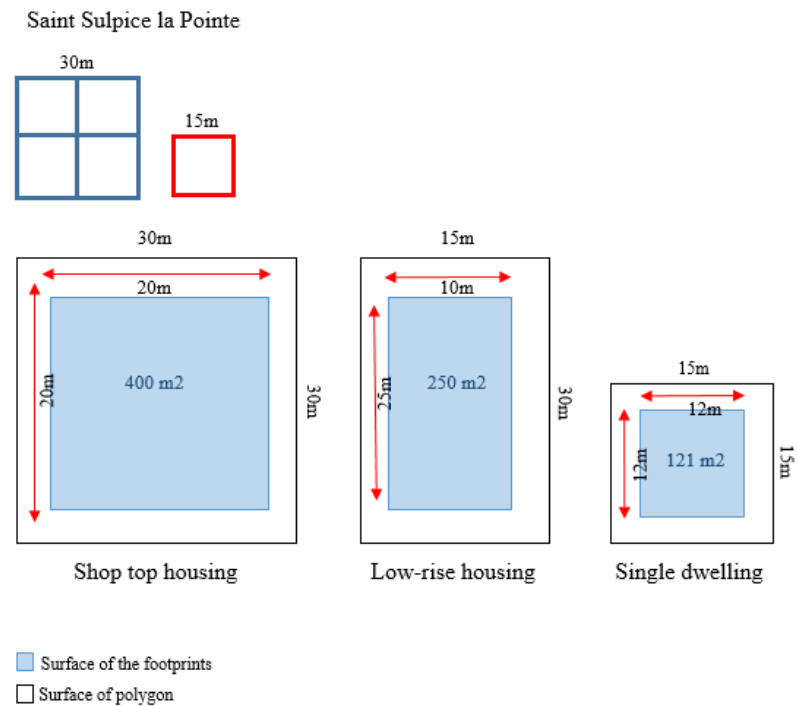 Saint Sulpice la Pointe
30m
15m
30m
20m
20m
400 m2
30m
15m
10m
25m
250 m2
30m
15m
12m
12m
121 m2
15m
Shop top housing
Low-rise housing
Single dwelling
Surface of the footprints
Surface of polygon